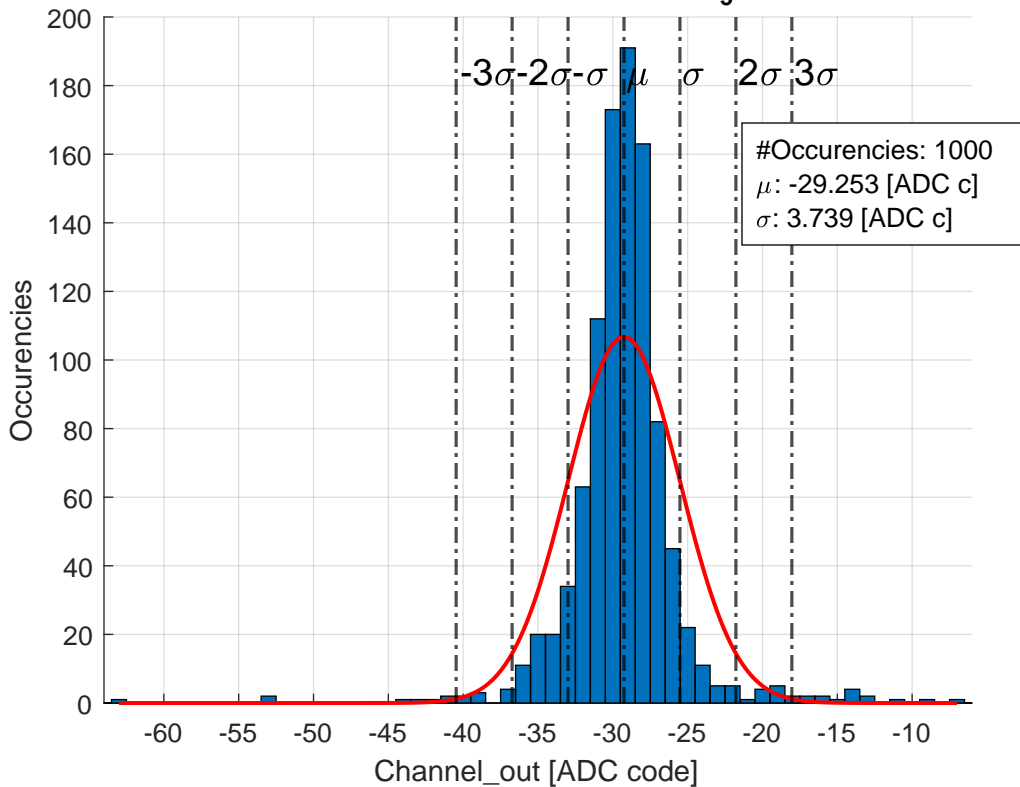 200
180
160
140
120
100
80
60
40
20
0
Occurencies
-3σ -2σ -σ μ σ 2σ 3σ
#Occurencies: 1000
μ: -29.253 [ADC c]
σ: 3.739 [ADC c]
-60 -55 -50 -45 -40 -35 -30 -25 -20 -15 -10
Channel_out [ADC code]